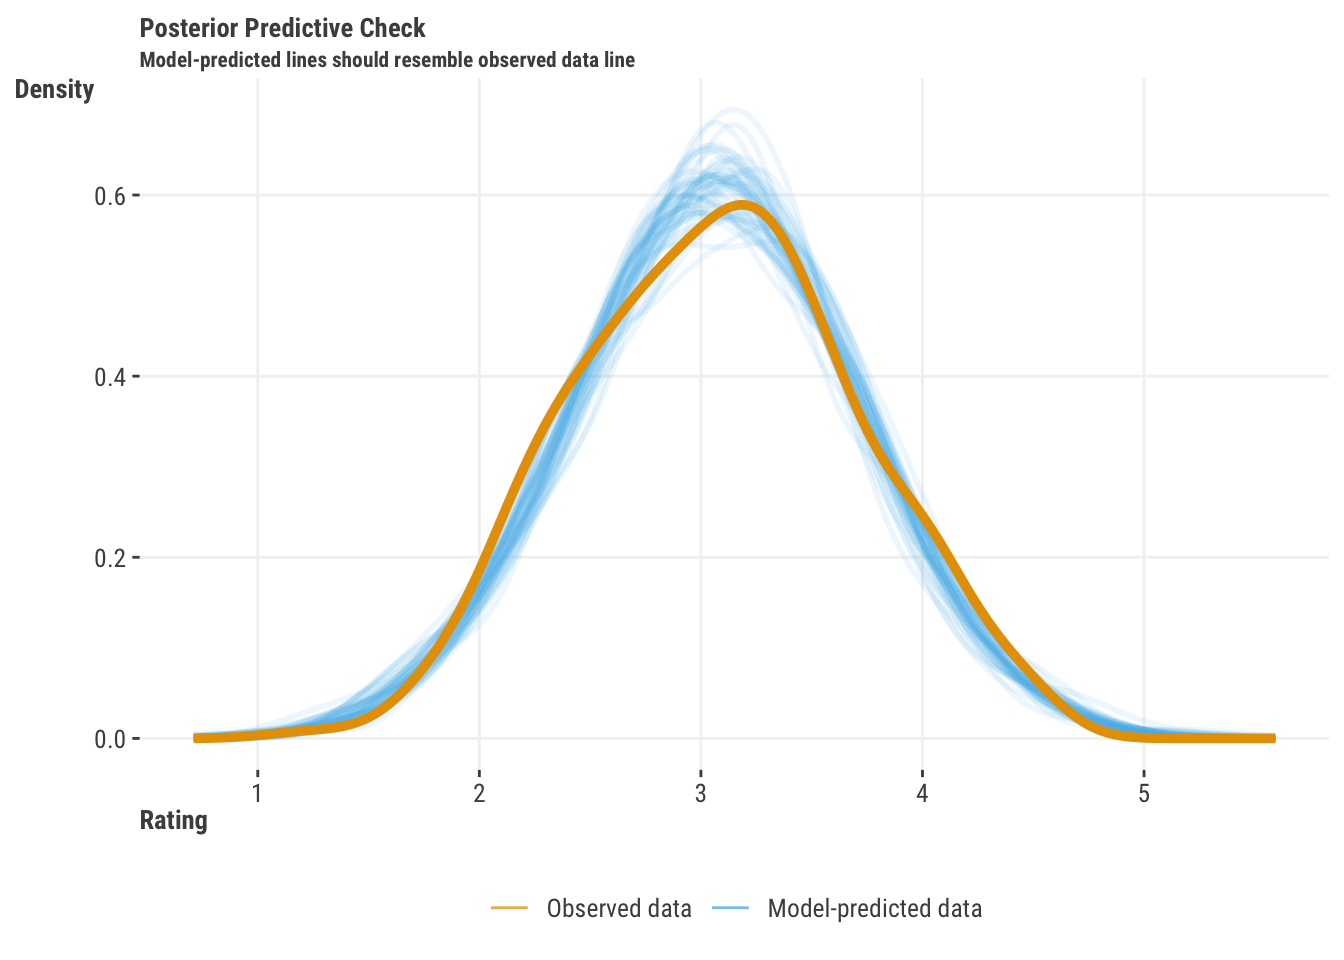 Posterior Predictive Check
Model-predicted lines should resemble observed data line
Density
0.6
0.4
0.2
0.0
1 2 3 4 5
Rating
Observed data Model-predicted data